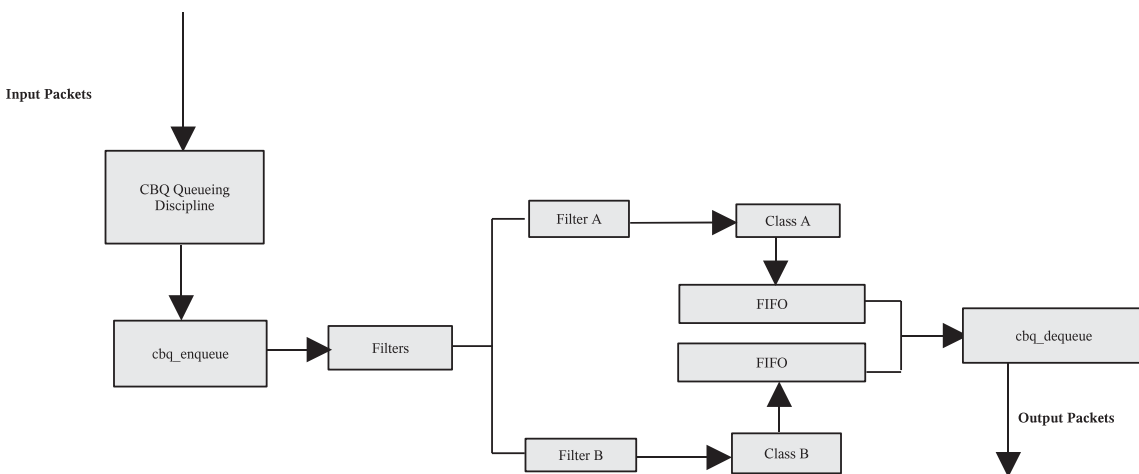 Input Packets
CBQ Queueing
Discipline
cbq_enqueue
Filters
Filter A
Class A
FIFO
FIFO
Filter B
Class B
cbq_dequeue
Output Packets